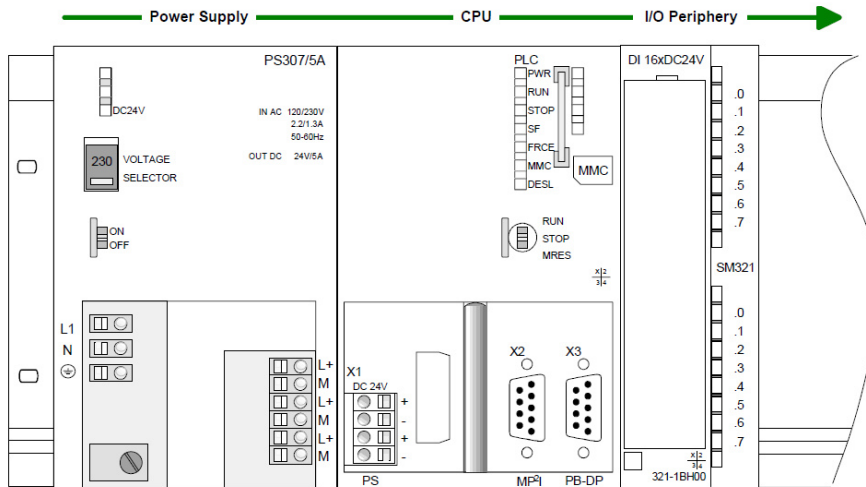 Power Supply
CPU
I/O Periphery
PS307/5A
DC24V
IN AC 120/230V
2.2/1.3A
50-60Hz
OUT DC 24V/5A
230
VOLTAGE
SELECTOR
ON
OFF
L1
N
L+
M
L+
M
L+
M
PLC
PWR
RUN
STOP
SF
FRCE
MMC
DESL
MMC
RUN
STOP
MRES
X 2
3 4
X1
DC 24V
+
-
+
-
PS
X2
MP²I
X3
PB-DP
DI 16xDC24V
.0
.1
.2
.3
.4
.5
.6
.7
SM321
.0
.1
.2
.3
.4
.5
.6
.7
X 2
3 4
321-1BH00